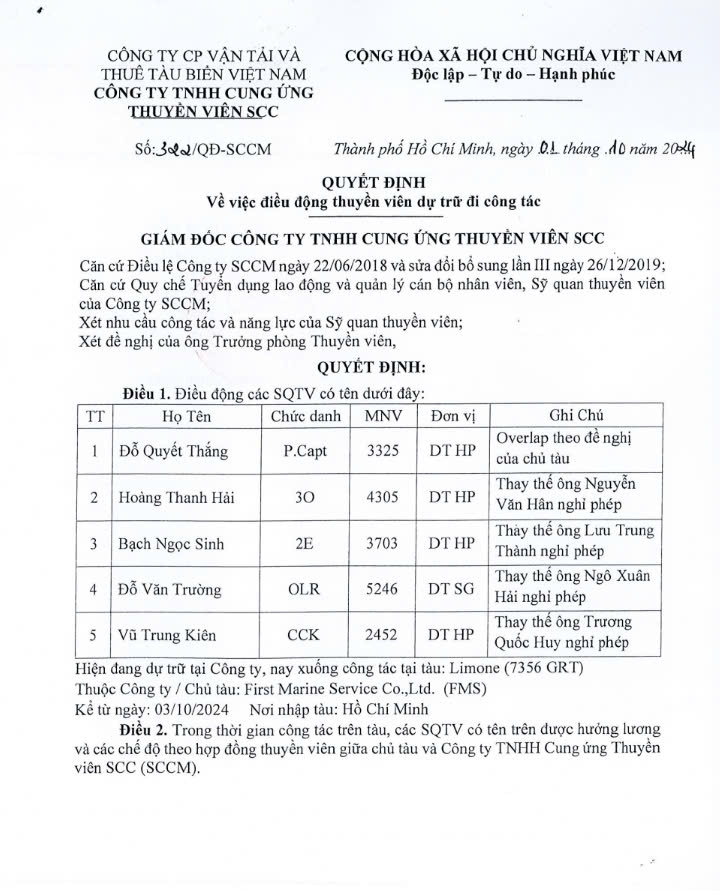 CÔNG TY CP VẬN TẢI VÀ
THUÊ TÀU BIỂN VIỆT NAM
CÔNG TY TNHH CUNG ỨNG
THUYỀN VIÊN SCC
CỘNG HÒA XÃ HỘI CHỦ NGHĨA VIỆT NAM
Độc lập – Tự do – Hạnh phúc
Số:322/QĐ-SCCM
Thành phố Hồ Chí Minh, ngày 01 tháng .10 năm 2024
QUYẾT ĐỊNH
Về việc điều động thuyền viên dự trữ đi công tác
GIÁM ĐỐC CÔNG TY TNHH CUNG ỨNG THUYỀN VIÊN SCC
Căn cứ Điều lệ Công ty SCCM ngày 22/06/2018 và sửa đổi bổ sung lần III ngày 26/12/2019;
Căn cứ Quy chế Tuyển dụng lao động và quản lý cán bộ nhân viên, Sỹ quan thuyền viên
của Công ty SCCM;
Xét nhu cầu công tác và năng lực của Sỹ quan thuyền viên;
Xét đề nghị của ông Trưởng phòng Thuyền viên,
QUYẾT ĐỊNH:
Điều 1. Điều động các SQTV có tên dưới đây:
TT Họ Tên Chức danh MNV Đơn vị Ghi Chú
1 Đỗ Quyết Thắng P.Capt 3325 DT HP Overlap theo đề nghị
của chủ tàu
2 Hoàng Thanh Hải 3O 4305 DT HP Thay thế ông Nguyễn
Văn Hân nghỉ phép
3 Bạch Ngọc Sinh 2E 3703 DT HP Thay thế ông Lưu Trung
Thành nghỉ phép
4 Đỗ Văn Trường OLR 5246 DT SG Thay thế ông Ngô Xuân
Hải nghỉ phép
5 Vũ Trung Kiên CCK 2452 DT HP Thay thế ông Trương
Quốc Huy nghỉ phép
Hiện đang dự trữ tại Công ty, nay xuống công tác tại tàu: Limone (7356 GRT)
Thuộc Công ty / Chủ tàu: First Marine Service Co.,Ltd. (FMS)
Kể từ ngày: 03/10/2024 Nơi nhập tàu: Hồ Chí Minh
Điều 2. Trong thời gian công tác trên tàu, các SQTV có tên trên được hưởng lương
và các chế độ theo hợp đồng thuyền viên giữa chủ tàu và Công ty TNHH Cung ứng Thuyền
viên SCC (SCCM).